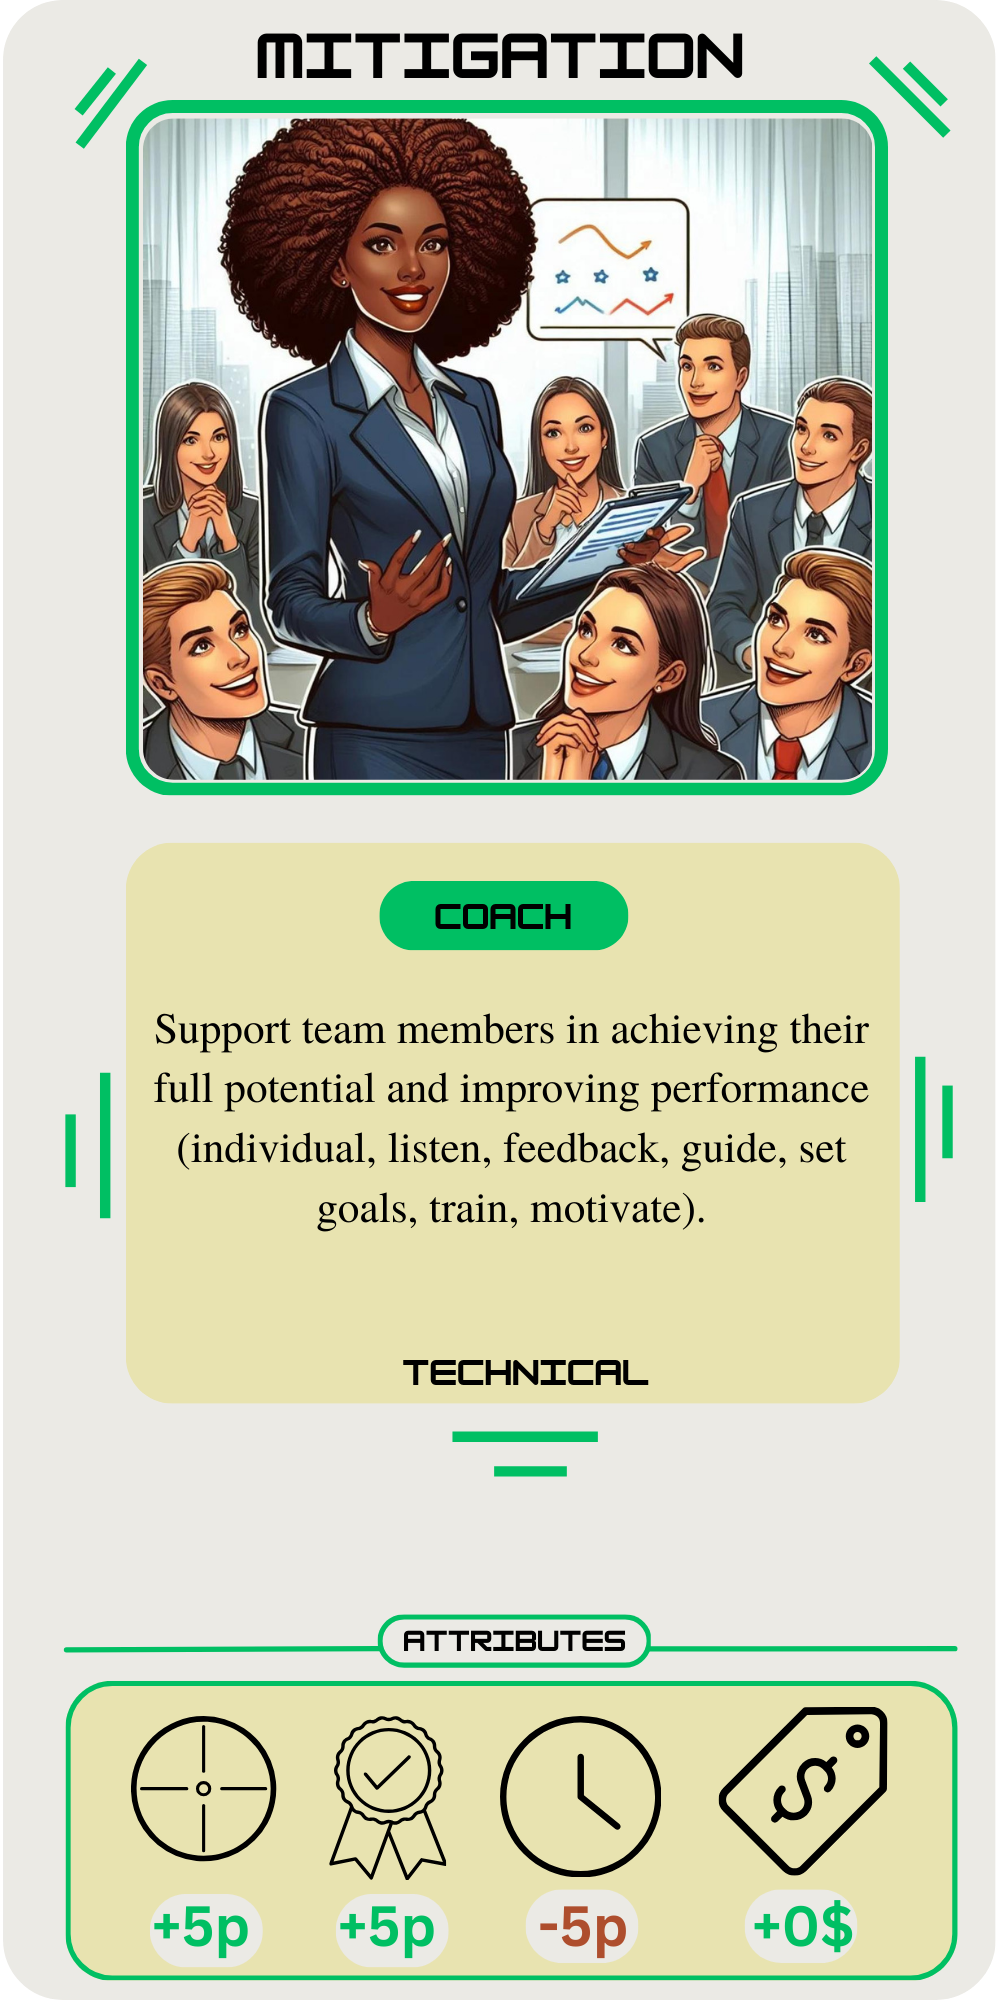 MITIGATION
COACH
Support team members in achieving their
full potential and improving performance
(individual, listen, feedback, guide, set
goals, train, motivate).
TECHNICAL
ATTRIBUTES
+5p +5p -5p +0$